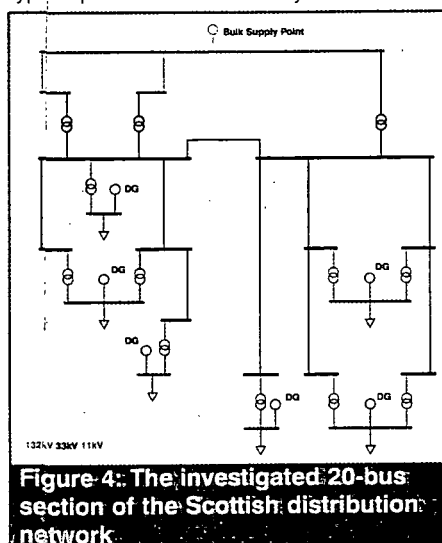 Bulk Supply Point
DG
DG
DG
DG
DG
DG
132kV 33kV 11kV
Figure 4: The investigated 20-bus
section of the Scottish distribution
network